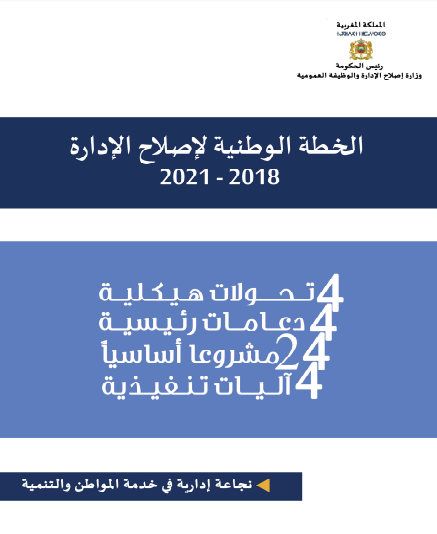 المملكة المغربية
رئيس الحكومة
وزارة إصلاح الإدارة والوظيفة العمومية
الخطة الوطنية لإصلاح الإدارة
2018 - 2021
4 تحولات هيكلية
4 دعامات رئيسية
24 مشروعا أساسياً
4 آليات تنفيذية
نجاعة إدارية في خدمة المواطن والتنمية